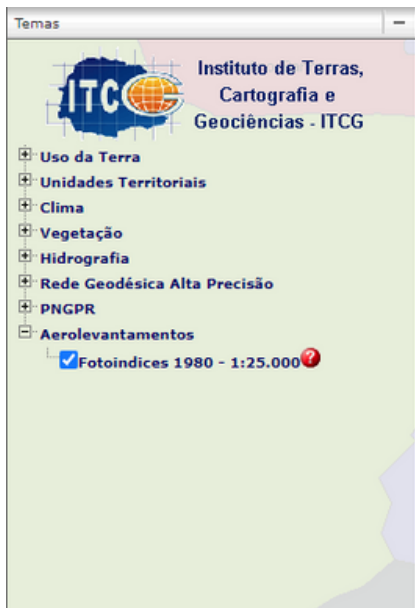 Temas
ITCG
Instituto de Terras,
Cartografia e
Geociências - ITCG
Uso da Terra
Unidades Territoriais
Clima
Vegetação
Hidrografia
Rede Geodésica Alta Precisão
PNGPR
Aerolevantamentos
Fotoindices 1980 - 1:25.000?